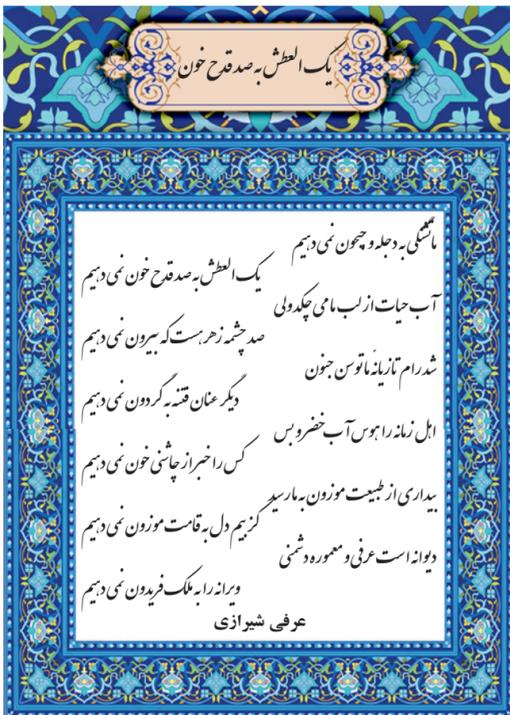 یک العطش به صد قدح خون
ما تشنگی به دجله و جیحون نمی دهیم
یک العطش به صد قدح خون نمی دهیم
آب حیات از لب ما می چکد ولی
صد چشمه زهر هست که بیرون نمی دهیم
شد رام تازیانهٔ ما توسن جنون
دیگر عنان فتنه به گردون نمی دهیم
اهل زمانه را هوس آب خضر و بس
کس را خبر از چاشنی خون نمی دهیم
بیداری از طبیعت موزون به ما رسید
کز بیم دل به قامت موزون نمی دهیم
دیوانه است عرفی و معموره دشمنی
ویرانه را به ملک فریدون نمی دهیم
عرفی شیرازی